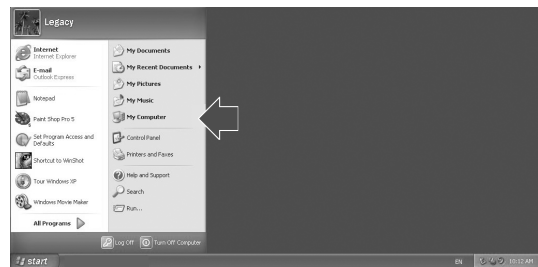 Legacy
Internet
Internet Explorer
E-mail
Outlook Express
Notepad
Paint Shop Pro 5
Set Program Access and
Defaults
Shortcut to WinShot
Tour Windows XP
Windows Movie Maker
All Programs
My Documents
My Recent Documents
My Pictures
My Music
My Computer
Control Panel
Printers and Faxes
Help and Support
Search
Run...
Log Off
Turn Off Computer
start
EN
10:12 AM